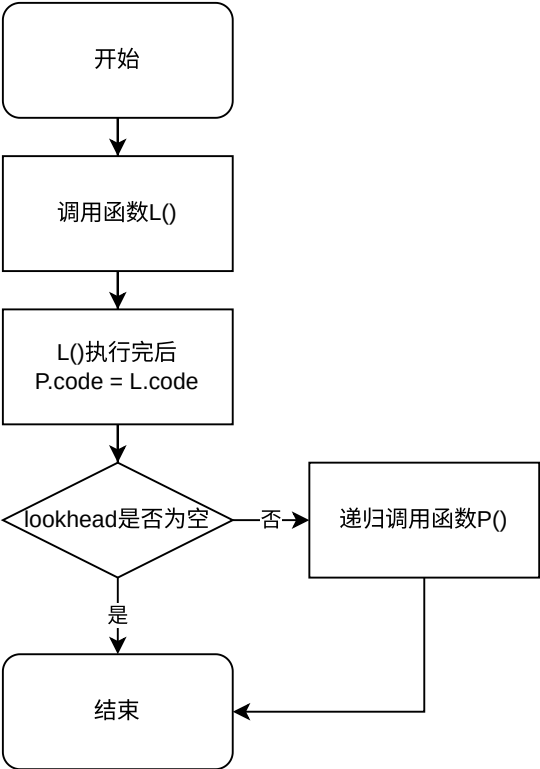 开始
调用函数L()
L()执行完后
P.code = L.code
lookhead是否为空
否
递归调用函数P()
是
结束